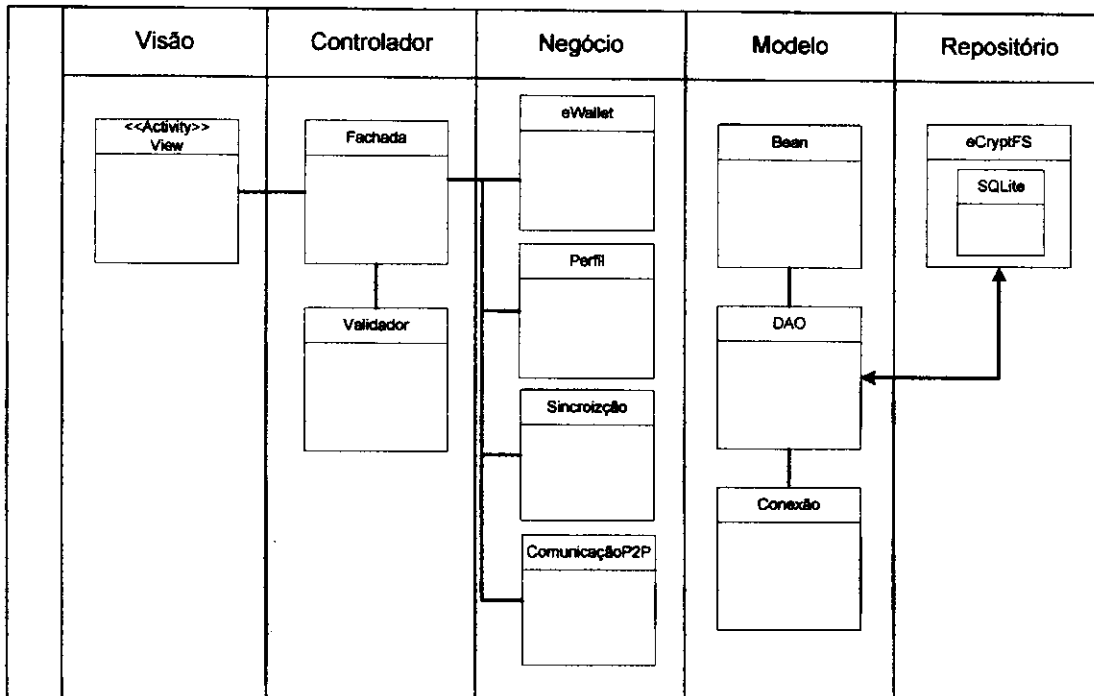 Visão
Controlador
Negócio
Modelo
Repositório
<<Activity>>
View
Fachada
Validador
eWallet
Perfil
Sincroizção
ComunicaçãoP2P
Bean
DAO
Conexão
eCryptFS
SQLite